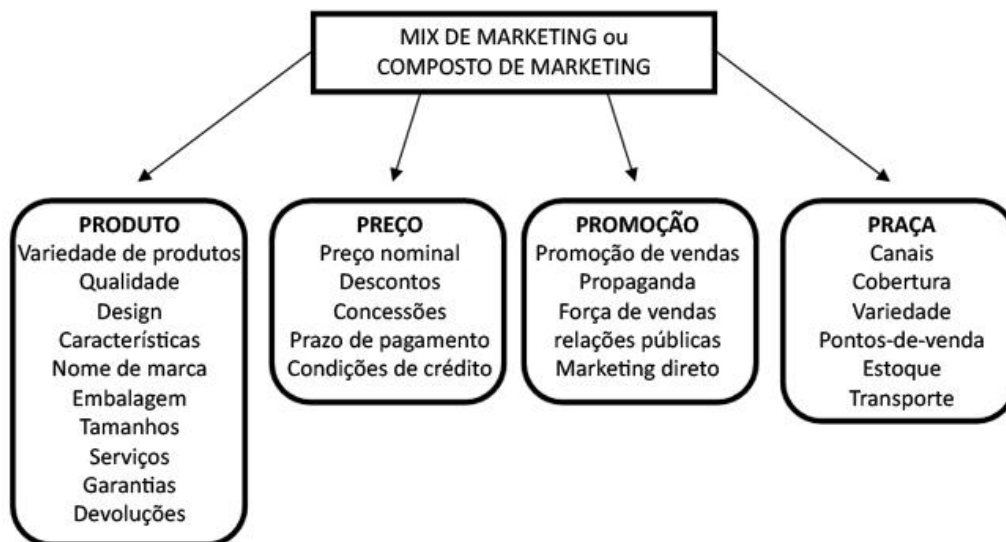 MIX DE MARKETING ou
COMPOSTO DE MARKETING
PRODUTO
Variedade de produtos
Qualidade
Design
Características
Nome de marca
Embalagem
Tamanhos
Serviços
Garantias
Devoluções
PREÇO
Preço nominal
Descontos
Concessões
Prazo de pagamento
Condições de crédito
PROMOÇÃO
Promoção de vendas
Propaganda
Força de vendas
relações públicas
Marketing direto
PRAÇA
Canais
Cobertura
Variedade
Pontos-de-venda
Estoque
Transporte